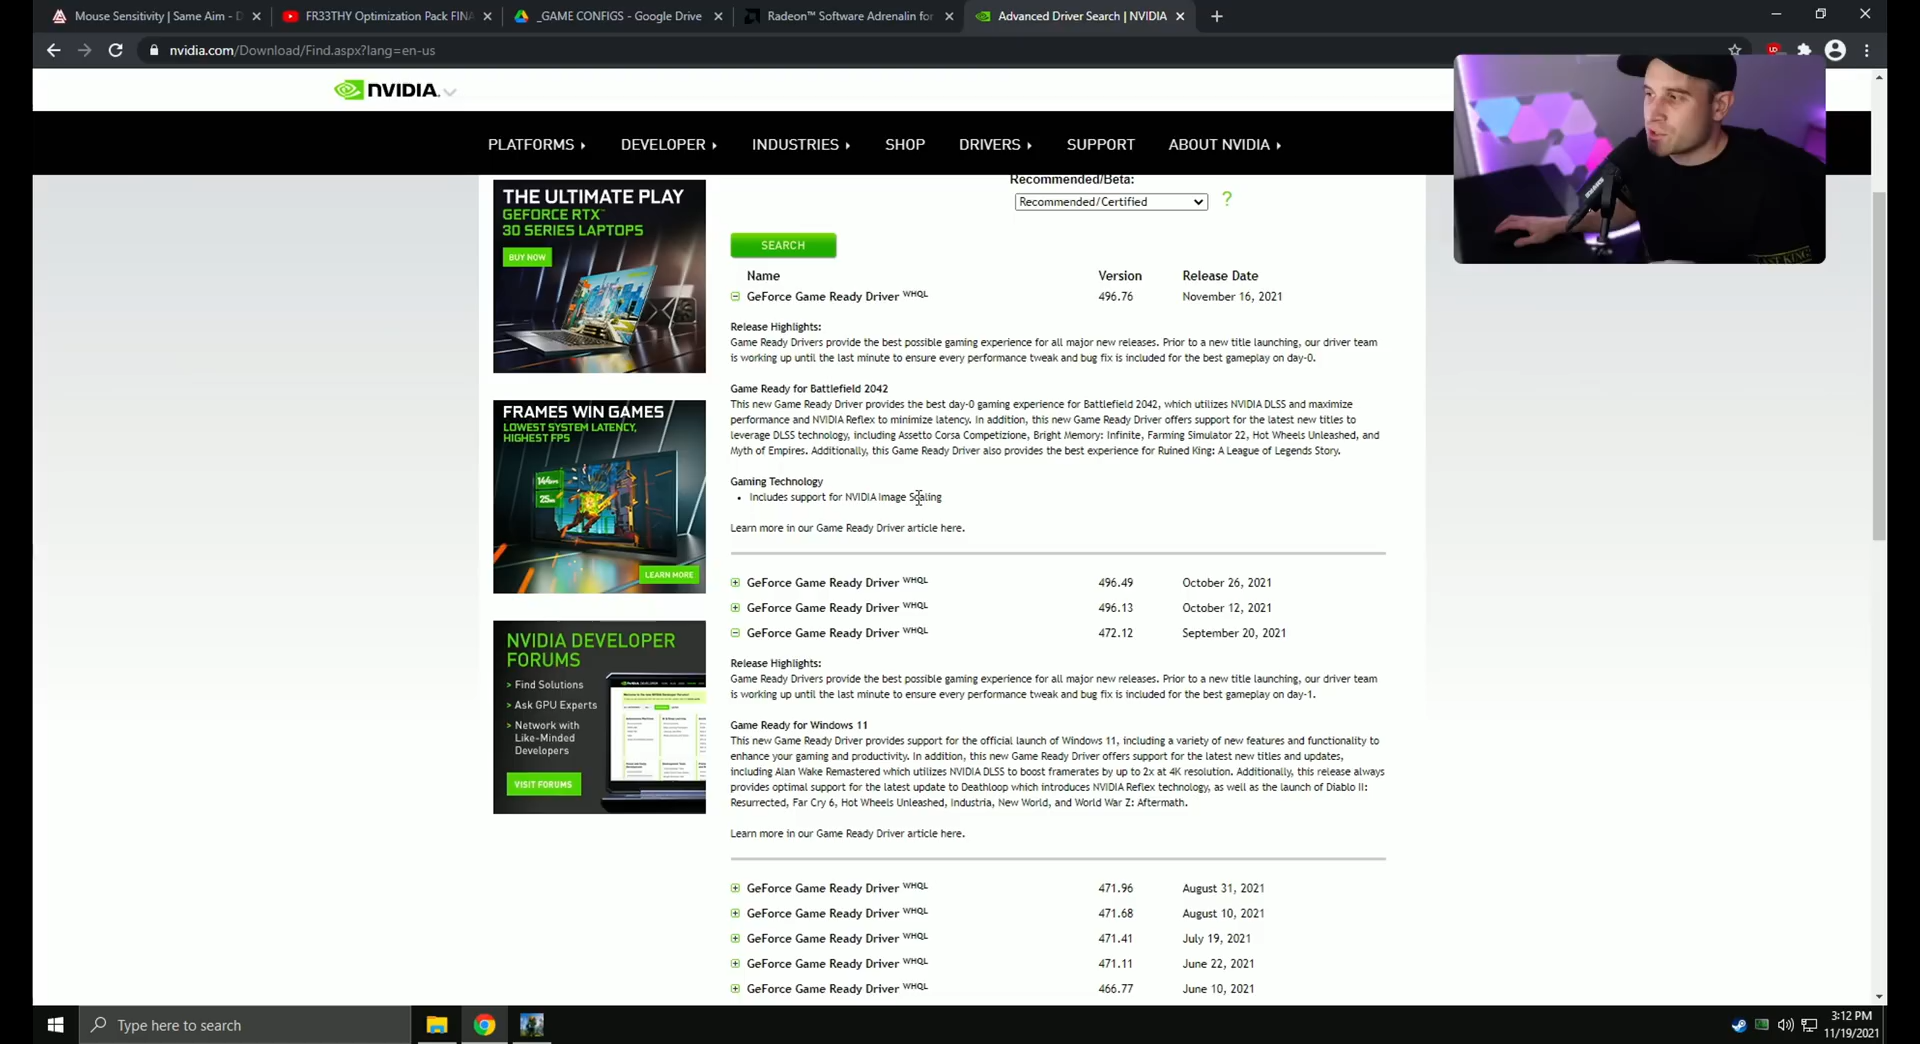 Mouse Sensitivity | Same Aim - D
FR33THY Optimization Pack FINA
_GAME CONFIGS - Google Drive
Radeon™ Software Adrenalin for
Advanced Driver Search | NVIDIA
nvidia.com/Download/Find.aspx?lang=en-us
NVIDIA.
PLATFORMS
DEVELOPER
INDUSTRIES
SHOP
DRIVERS
SUPPORT
ABOUT NVIDIA
THE ULTIMATE PLAY
GEFORCE RTX™
30 SERIES LAPTOPS
BUY NOW
FRAMES WIN GAMES
LOWEST SYSTEM LATENCY,
HIGHEST FPS
LEARN MORE
NVIDIA DEVELOPER
FORUMS
> Find Solutions
> Ask GPU Experts
> Network with
Like-Minded
Developers
VISIT FORUMS
Recommended/Beta:
Recommended/Certified
?
SEARCH
Name Version Release Date
GeForce Game Ready Driver WHQL 496.76 November 16, 2021
Release Highlights:
Game Ready Drivers provide the best possible gaming experience for all major new releases. Prior to a new title launching, our driver team
is working up until the last minute to ensure every performance tweak and bug fix is included for the best gameplay on day-0.
Game Ready for Battlefield 2042
This new Game Ready Driver provides the best day-0 gaming experience for Battlefield 2042, which utilizes NVIDIA DLSS and maximize
performance and NVIDIA Reflex to minimize latency. In addition, this new Game Ready Driver offers support for the latest new titles to
leverage DLSS technology, including Assetto Corsa Competizione, Bright Memory: Infinite, Farming Simulator 22, Hot Wheels Unleashed, and
Myth of Empires. Additionally, this Game Ready Driver also provides the best experience for Ruined King: A League of Legends Story.
Gaming Technology
• Includes support for NVIDIA Image Scaling
Learn more in our Game Ready Driver article here.
GeForce Game Ready Driver WHQL 496.49 October 26, 2021
GeForce Game Ready Driver WHQL 496.13 October 12, 2021
GeForce Game Ready Driver WHQL 472.12 September 20, 2021
Release Highlights:
Game Ready Drivers provide the best possible gaming experience for all major new releases. Prior to a new title launching, our driver team
is working up until the last minute to ensure every performance tweak and bug fix is included for the best gameplay on day-1.
Game Ready for Windows 11
This new Game Ready Driver provides support for the official launch of Windows 11, including a variety of new features and functionality to
enhance your gaming and productivity. In addition, this new Game Ready Driver offers support for the latest new titles and updates,
including Alan Wake Remastered which utilizes NVIDIA DLSS to boost framerates by up to 2x at 4K resolution. Additionally, this release always
provides optimal support for the latest update to Deathloop which introduces NVIDIA Reflex technology, as well as the launch of Diablo II:
Resurrected, Far Cry 6, Hot Wheels Unleashed, Industria, New World, and World War Z: Aftermath.
Learn more in our Game Ready Driver article here.
GeForce Game Ready Driver WHQL 471.96 August 31, 2021
GeForce Game Ready Driver WHQL 471.68 August 10, 2021
GeForce Game Ready Driver WHQL 471.41 July 19, 2021
GeForce Game Ready Driver WHQL 471.11 June 22, 2021
GeForce Game Ready Driver WHQL 466.77 June 10, 2021
Type here to search
3:12 PM
11/19/2021